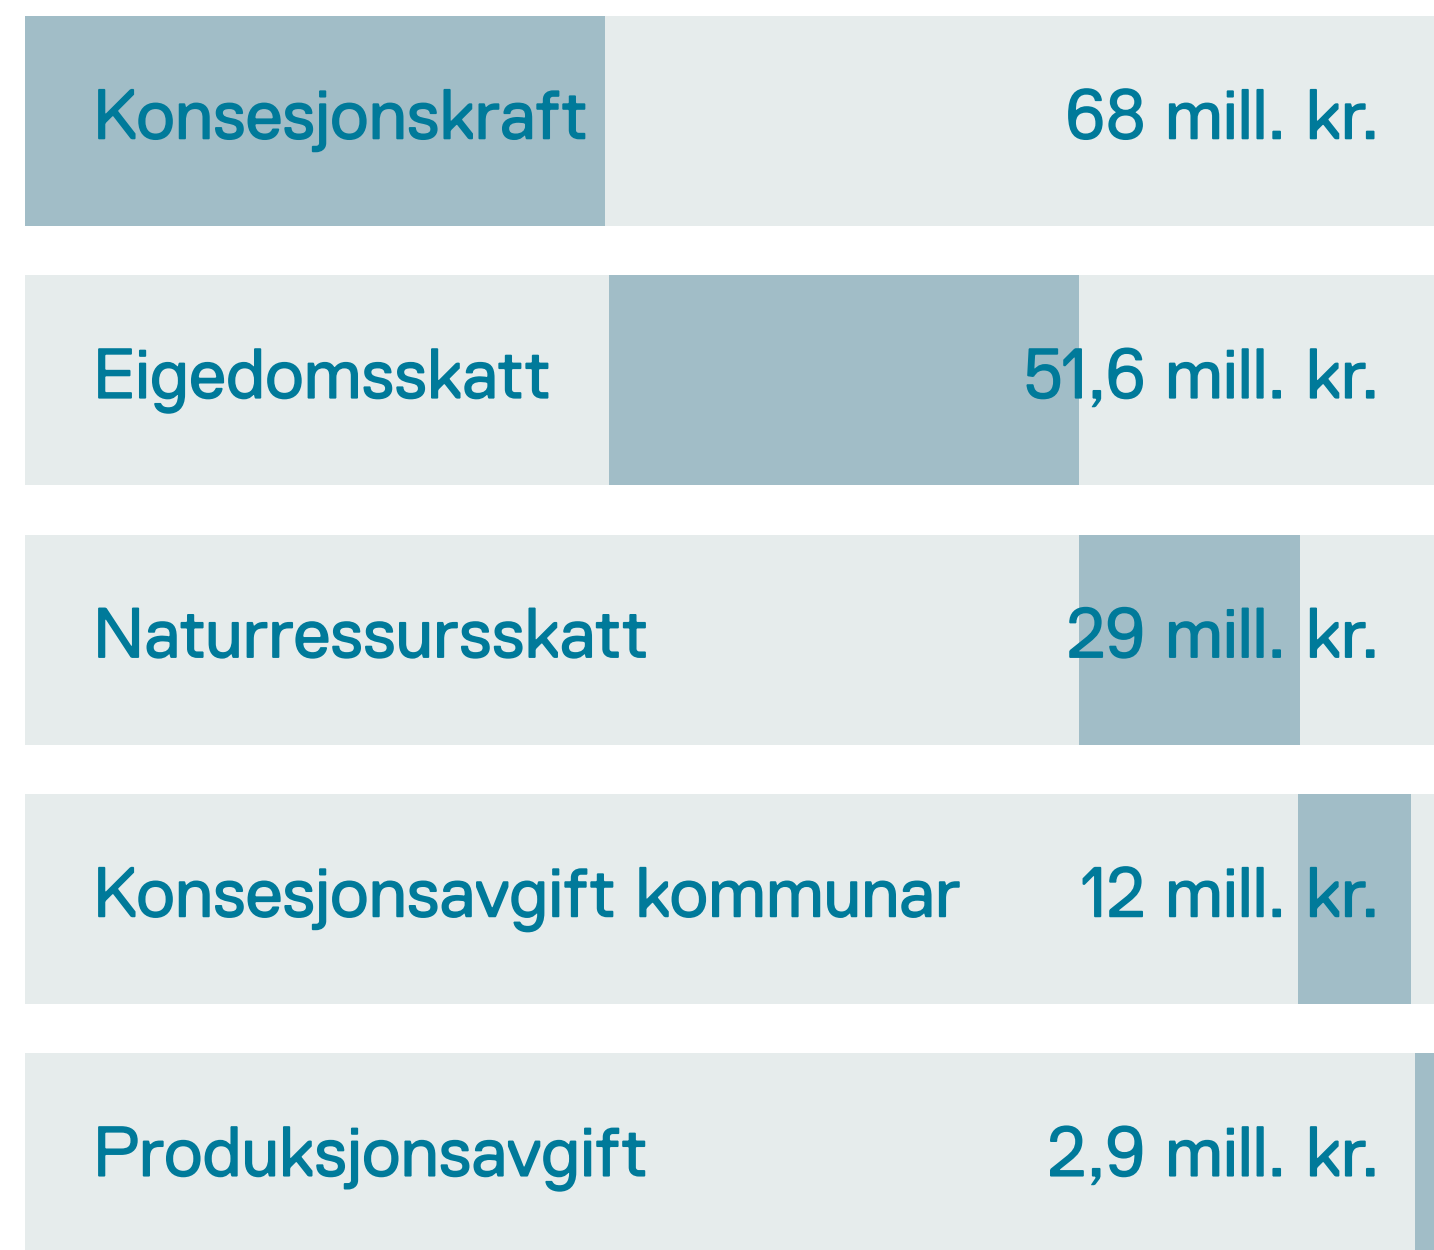 Konsesjonskraft 68 mill. kr.
Eigedomsskatt 51,6 mill. kr.
Naturressursskatt 29 mill. kr.
Konsesjonsavgift kommunar 12 mill. kr.
Produksjonsavgift 2,9 mill. kr.